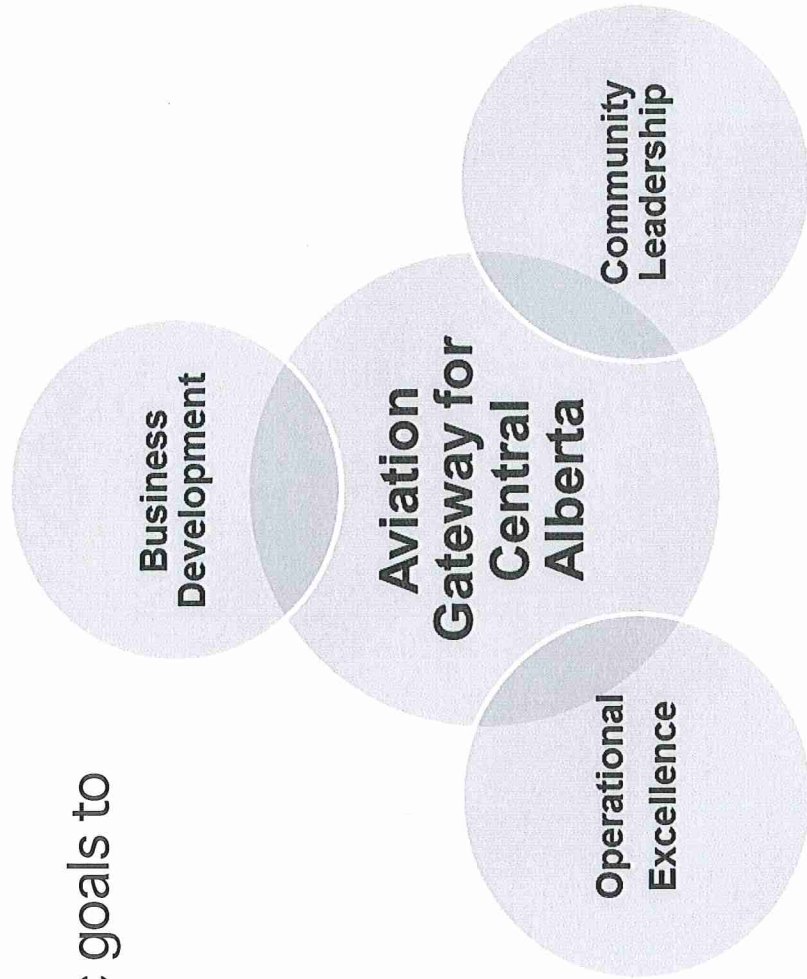 goals to
Business
Development
Aviation
Gateway for
Central
Alberta
Operational
Excellence
Community
Leadership